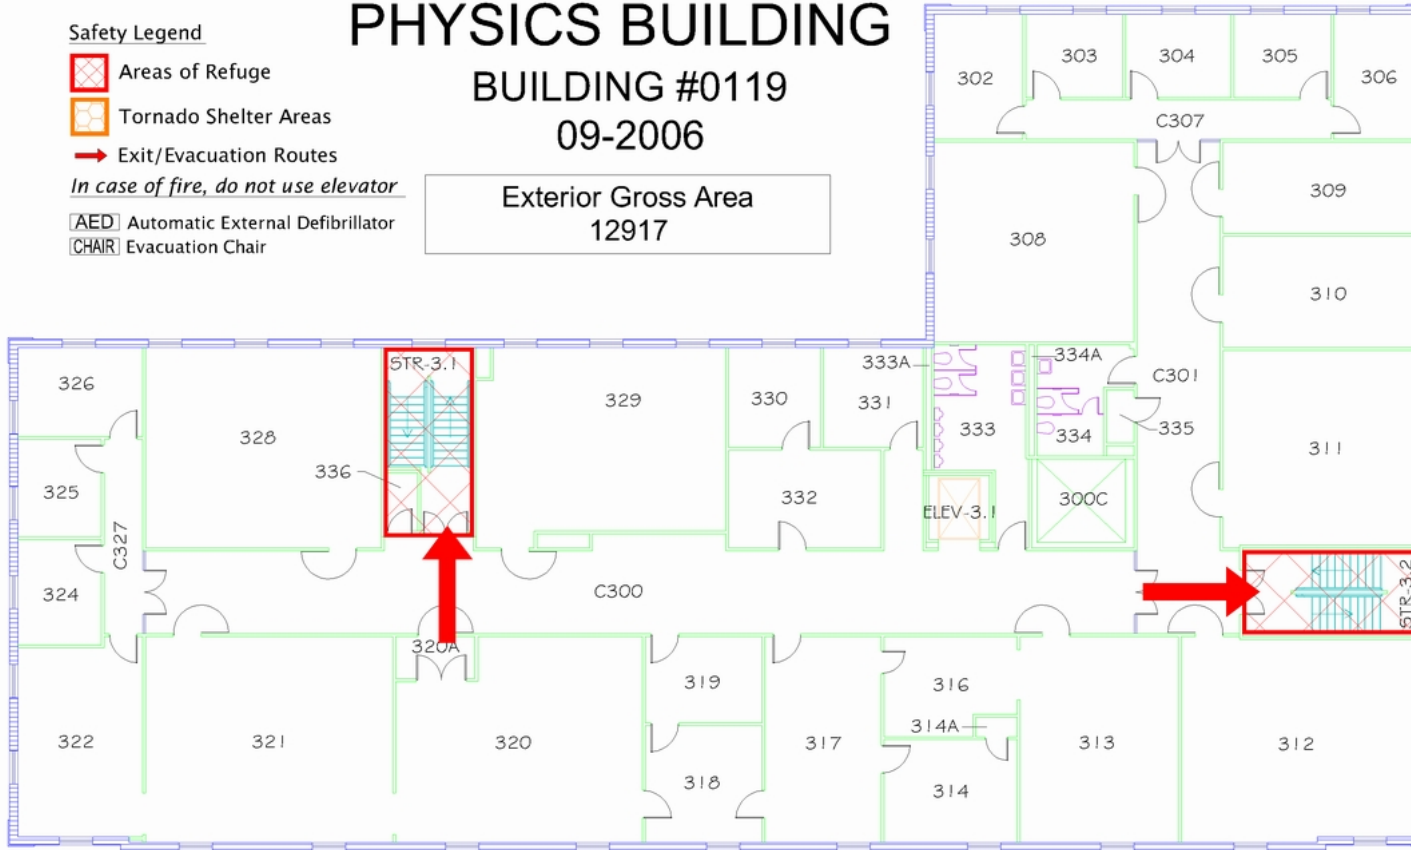 PHYSICS BUILDING
BUILDING #0119
09-2006
Exterior Gross Area
12917
Safety Legend
Areas of Refuge
Tornado Shelter Areas
Exit/Evacuation Routes
In case of fire, do not use elevator
AED Automatic External Defibrillator
CHAIR Evacuation Chair
302
303
304
305
306
C307
308
309
310
311
C301
326
325
324
C327
322
328
STR-3.1
336
329
330
331
332
333A
333
334A
334
335
ELEV-3.1
300C
C300
STR-3.2
320A
321
320
319
318
317
316
314A
314
313
312